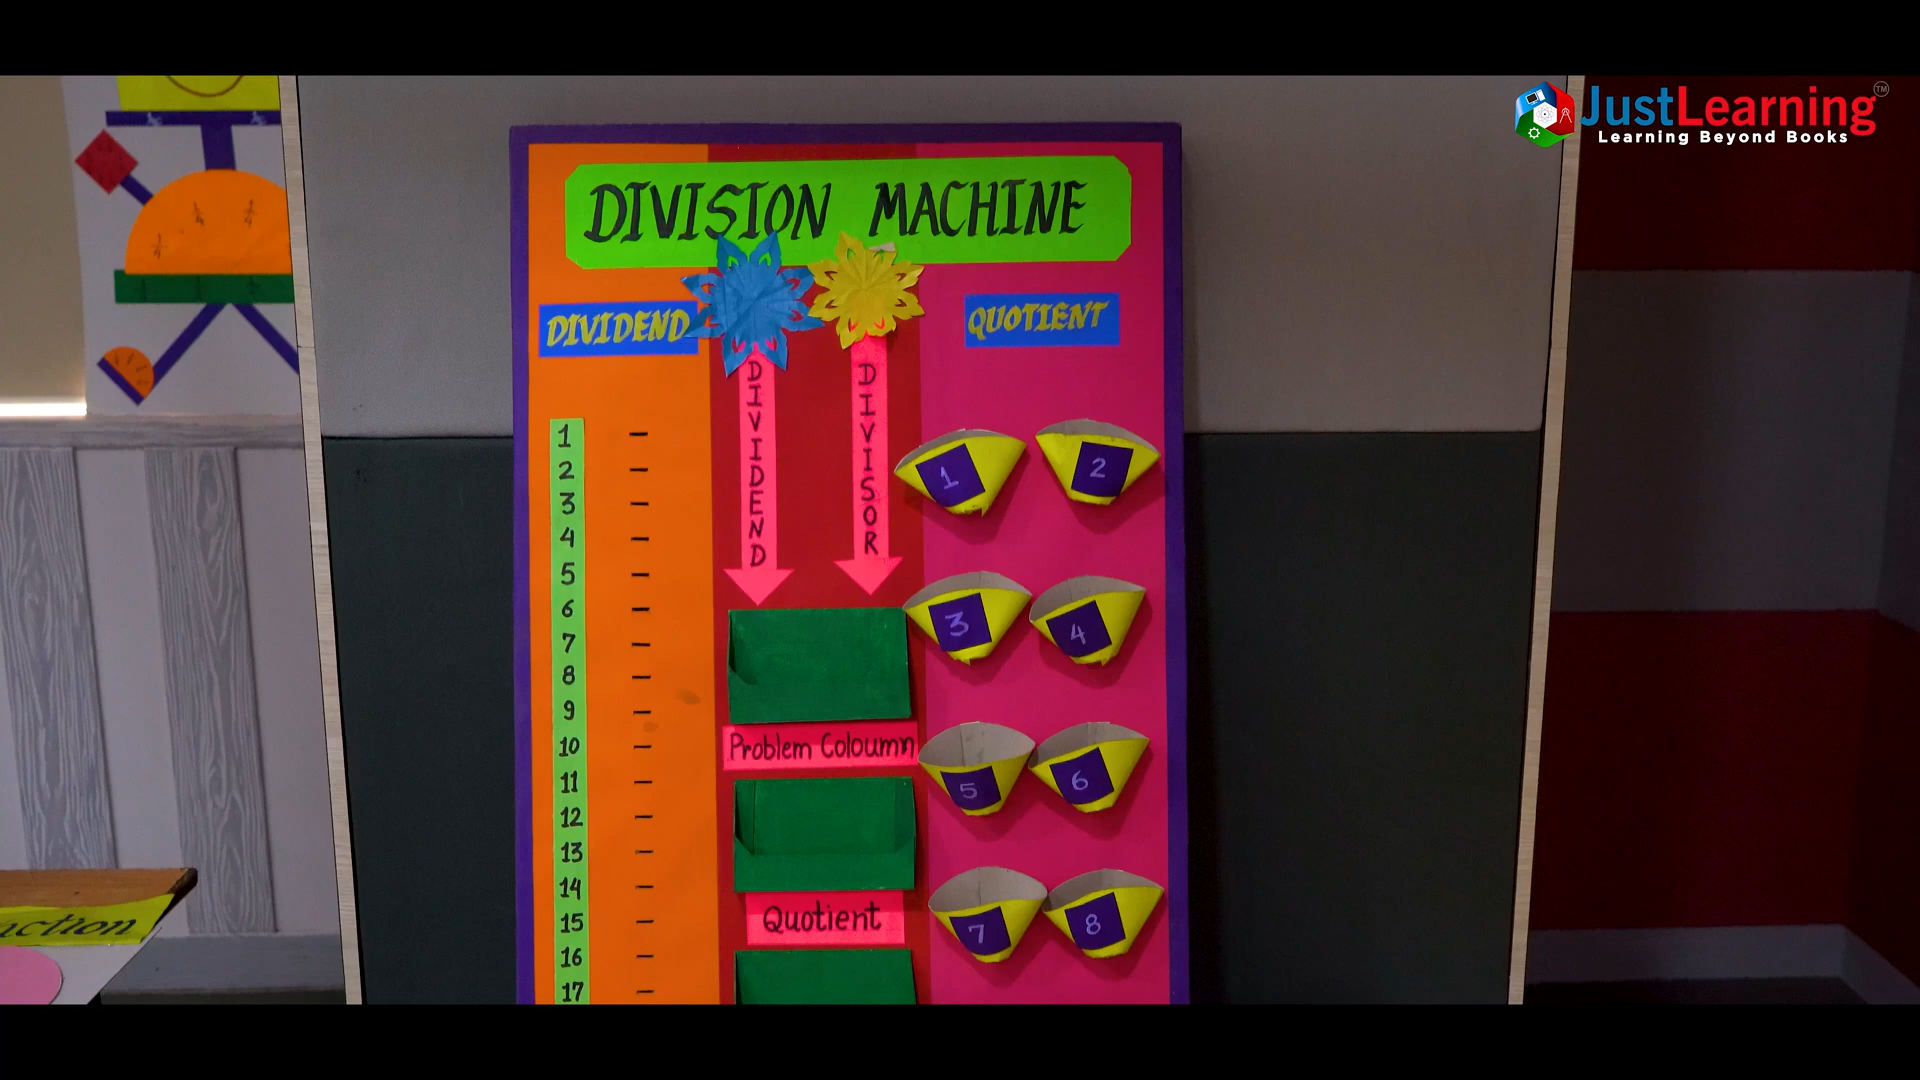 JustLearning™
Learning Beyond Books
DIVISION MACHINE
DIVIDEND
QUOTIENT
DIVIDEND
DIVISOR
1
2
3
4
5
6
7
8
9
10
11
12
13
14
15
16
17
1
2
3
4
5
6
7
8
Problem Coloumn
Quotient